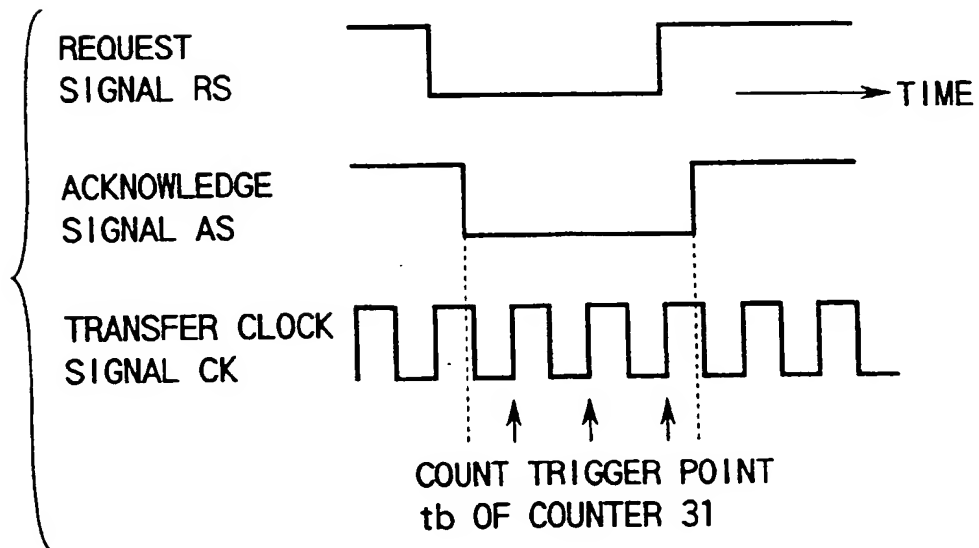 REQUEST
SIGNAL RS
TIME
ACKNOWLEDGE
SIGNAL AS
TRANSFER CLOCK
SIGNAL CK
COUNT TRIGGER POINT
tb OF COUNTER 31